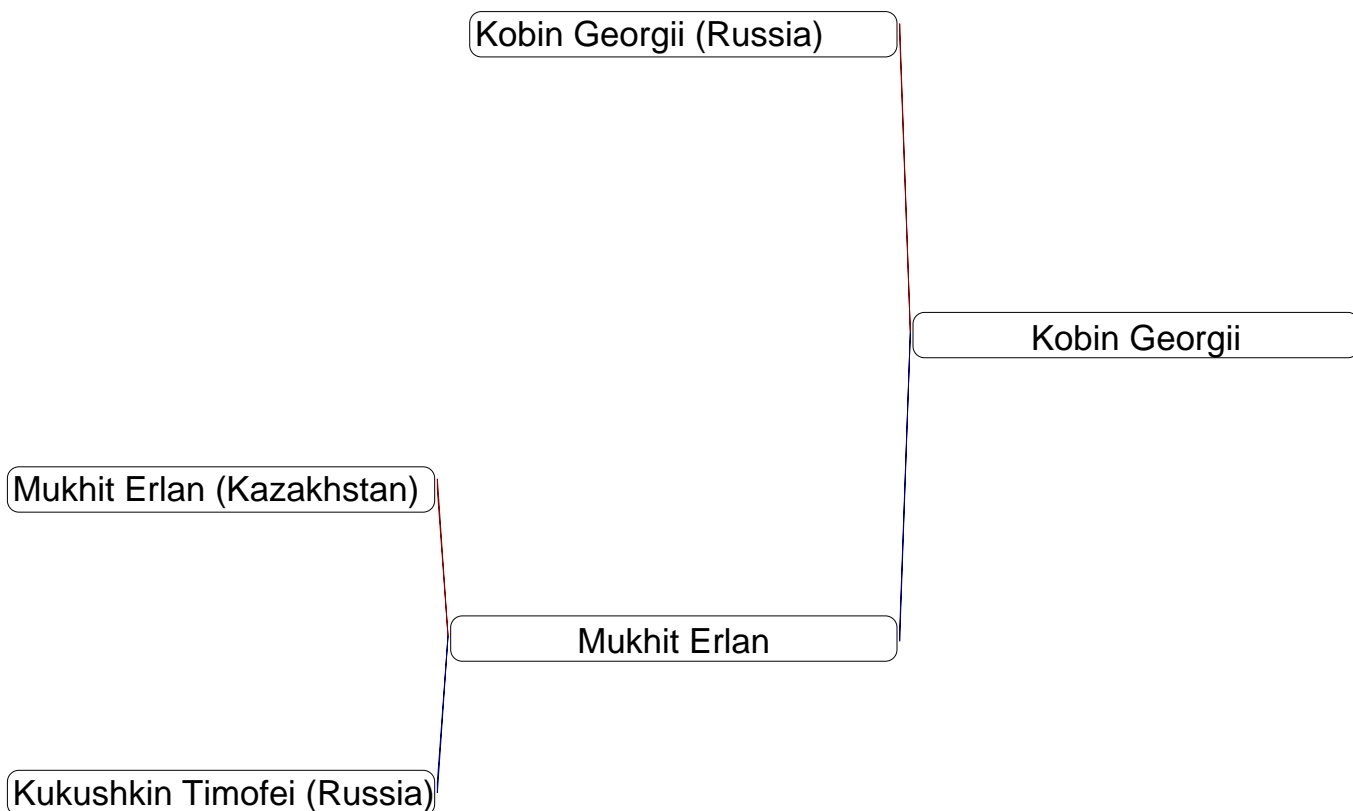 Kobin Georgii (Russia)
Kobin Georgii
Mukhit Erlan (Kazakhstan)
Mukhit Erlan
Kukushkin Timofei (Russia)